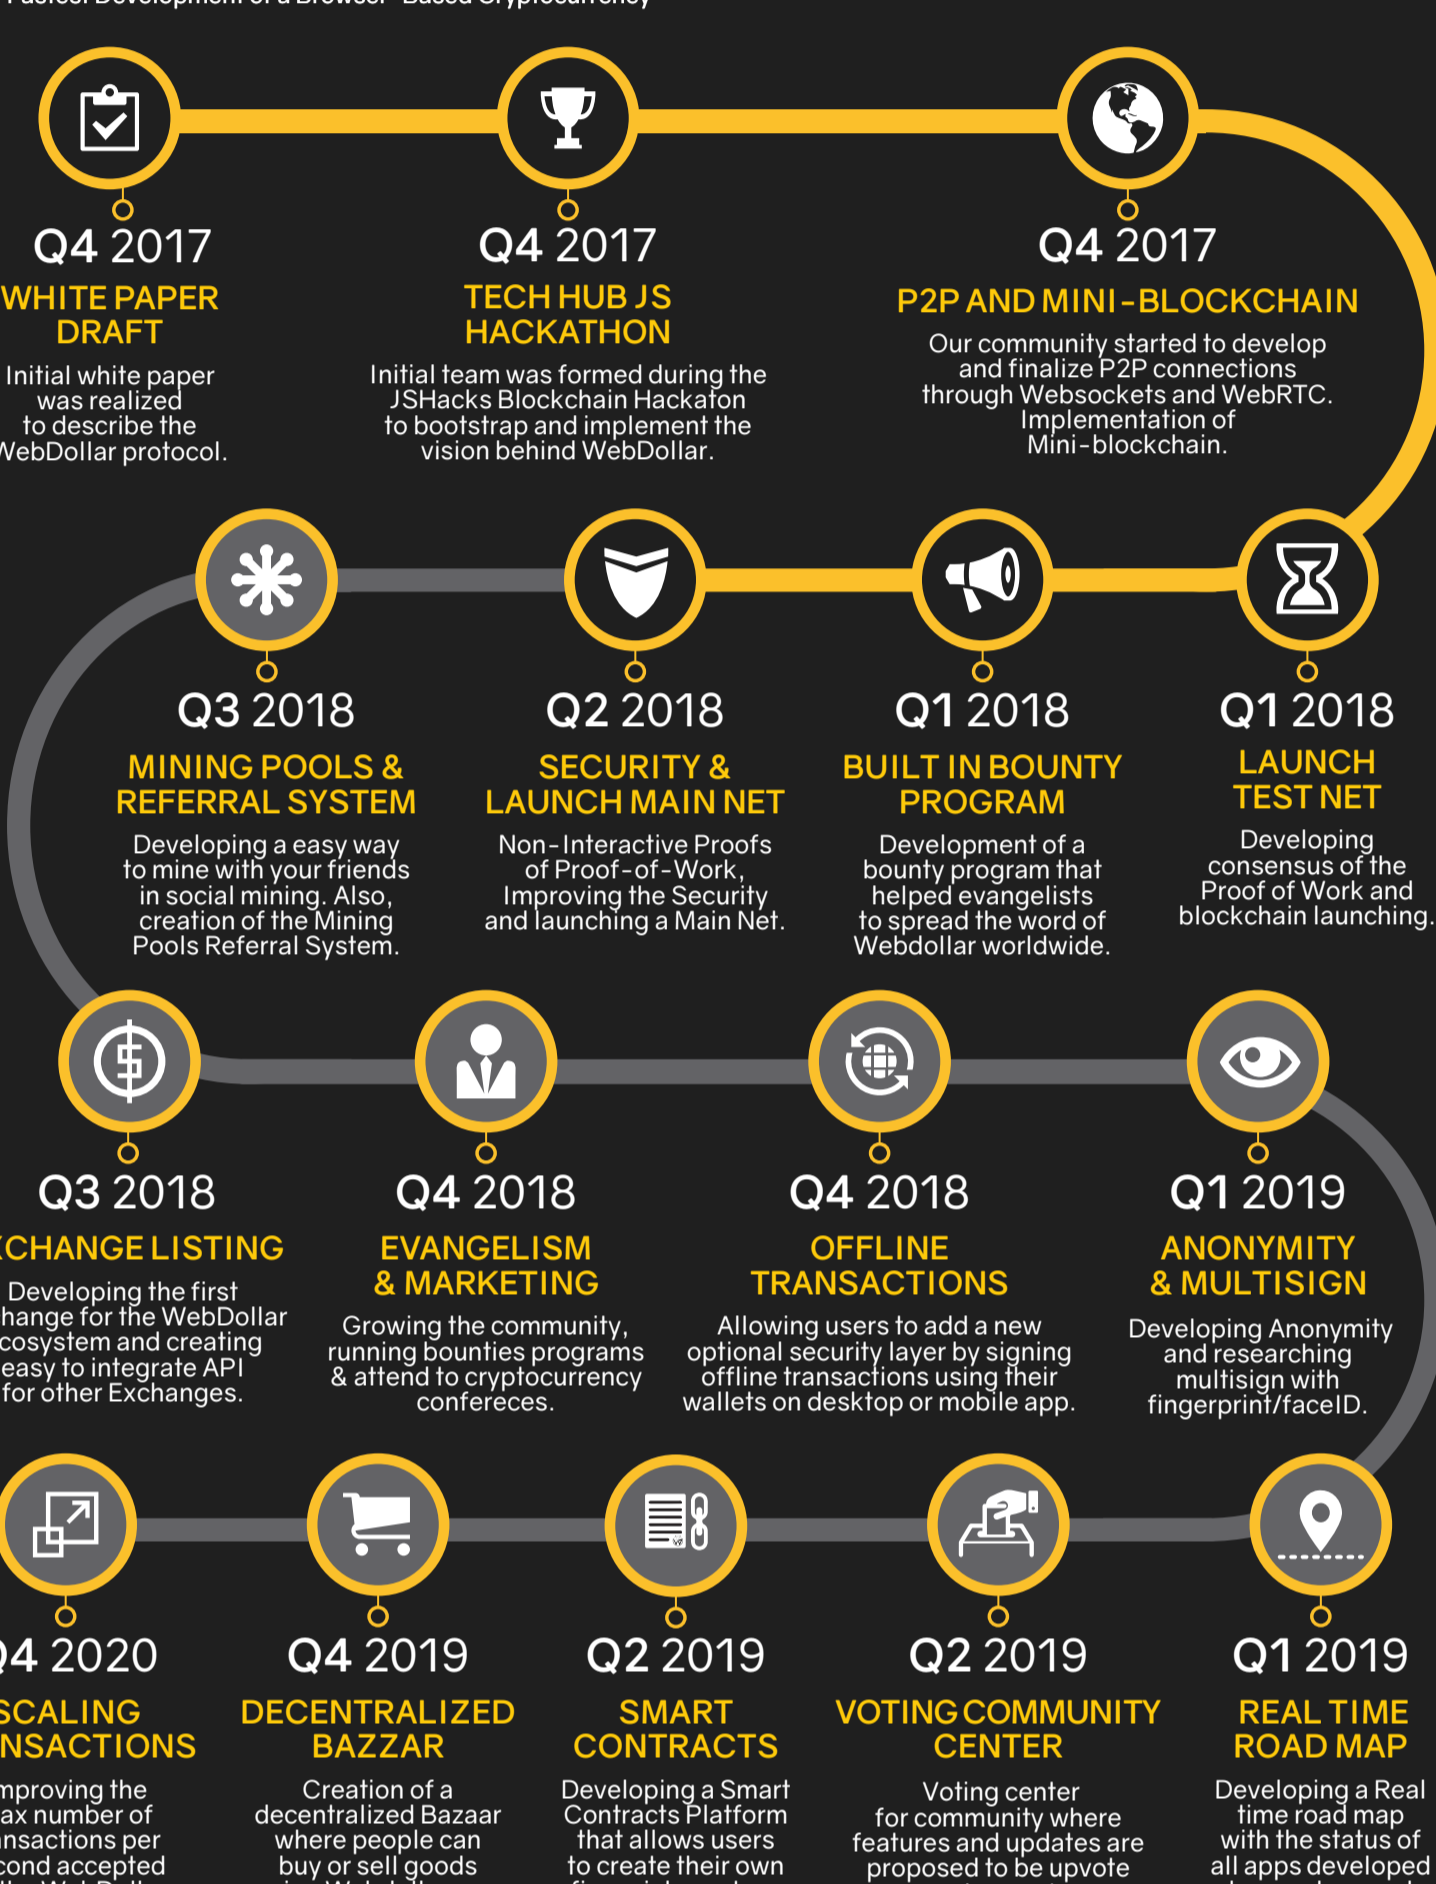 Fastest Development of a Browser-Based Cryptocurrency
Q4 2017
WHITE PAPER
DRAFT
Initial white paper
was realized
to describe the
WebDollar protocol.
Q4 2017
TECH HUB JS
HACKATHON
Initial team was formed during the
JSHacks Blockchain Hackaton
to bootstrap and implement the
vision behind WebDollar.
Q4 2017
P2P AND MINI-BLOCKCHAIN
Our community started to develop
and finalize P2P connections
through Websockets and WebRTC.
Implementation of
Mini-blockchain.
Q3 2018
MINING POOLS &
REFERRAL SYSTEM
Developing a easy way
to mine with your friends
in social mining. Also,
creation of the Mining
Pools Referral System.
Q2 2018
SECURITY &
LAUNCH MAIN NET
Non-Interactive Proofs
of Proof-of-Work,
Improving the Security
and launching a Main Net.
Q1 2018
BUILT IN BOUNTY
PROGRAM
Development of a
bounty program that
helped evangelists
to spread the word of
Webdollar worldwide.
Q1 2018
LAUNCH
TEST NET
Developing
consensus of the
Proof of Work and
blockchain launching.
Q3 2018
XCHANGE LISTING
Developing the first
change for the WebDollar
cosystem and creating
easy to integrate API
for other Exchanges.
Q4 2018
EVANGELISM
& MARKETING
Growing the community,
running bounties programs
& attend to cryptocurrency
confereces.
Q4 2018
OFFLINE
TRANSACTIONS
Allowing users to add a new
optional security layer by signing
offline transactions using their
wallets on desktop or mobile app.
Q1 2019
ANONYMITY
& MULTISIGN
Developing Anonymity
and researching
multisign with
fingerprint/faceID.
Q4 2020
SCALING
NSACTIONS
mproving the
ax number of
nsactions per
cond accepted
Q4 2019
DECENTRALIZED
BAZZAR
Creation of a
decentralized Bazaar
where people can
buy or sell goods
Q2 2019
SMART
CONTRACTS
Developing a Smart
Contracts Platform
that allows users
to create their own
Q2 2019
VOTING COMMUNITY
CENTER
Voting center
for community where
features and updates are
proposed to be upvote
Q1 2019
REAL TIME
ROAD MAP
Developing a Real
time road map
with the status of
all apps developed